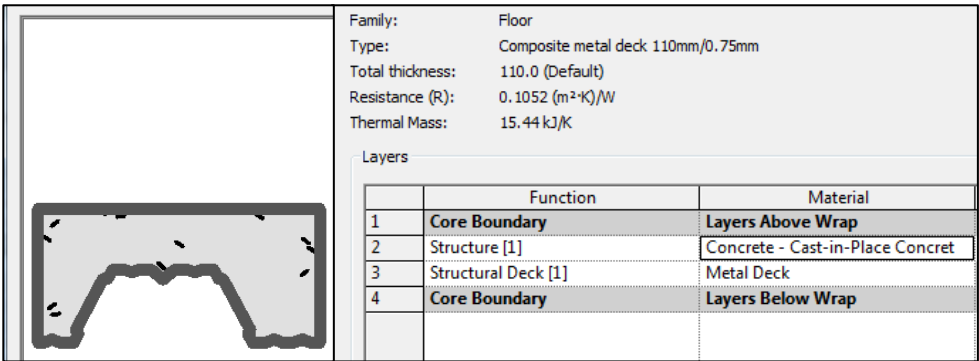 Family: Floor
Type: Composite metal deck 110mm/0.75mm
Total thickness: 110.0 (Default)
Resistance (R): 0.1052 (m²·K)/W
Thermal Mass: 15.44 kJ/K
Layers
Function Material
1 Core Boundary Layers Above Wrap
2 Structure [1] Concrete - Cast-in-Place Concret
3 Structural Deck [1] Metal Deck
4 Core Boundary Layers Below Wrap